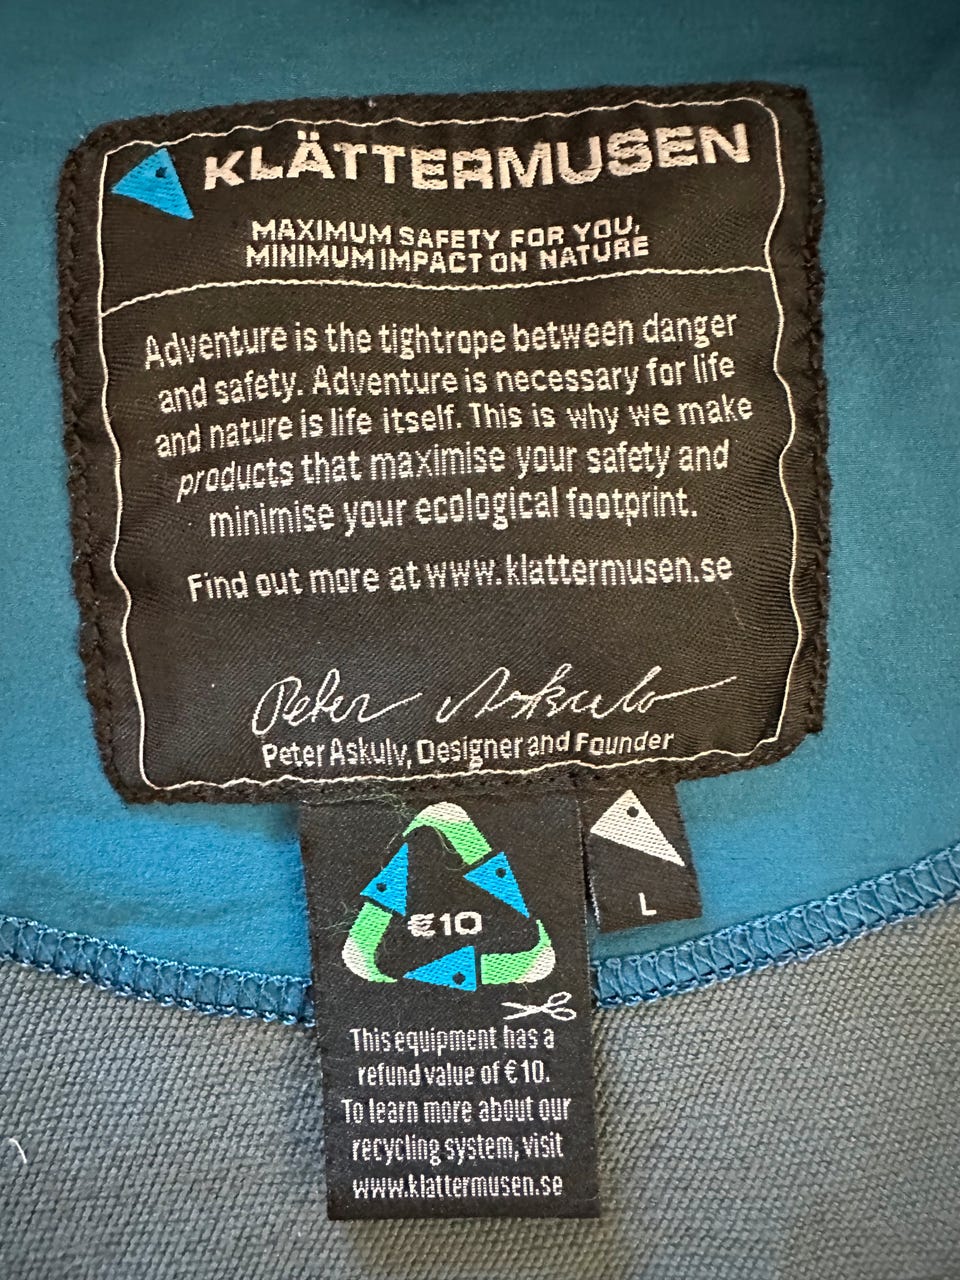 KLÄTTERMUSEN
MAXIMUM SAFETY FOR YOU,
MINIMUM IMPACT ON NATURE
Adventure is the tightrope between danger
and safety. Adventure is necessary for life
and nature is life itself. This is why we make
products that maximise your safety and
minimise your ecological footprint.
Find out more at www.klattermusen.se
Peter Askulv
Peter Askulv, Designer and Founder
€10
L
This equipment has a
refund value of €10.
To learn more about our
recycling system, visit
www.klattermusen.se